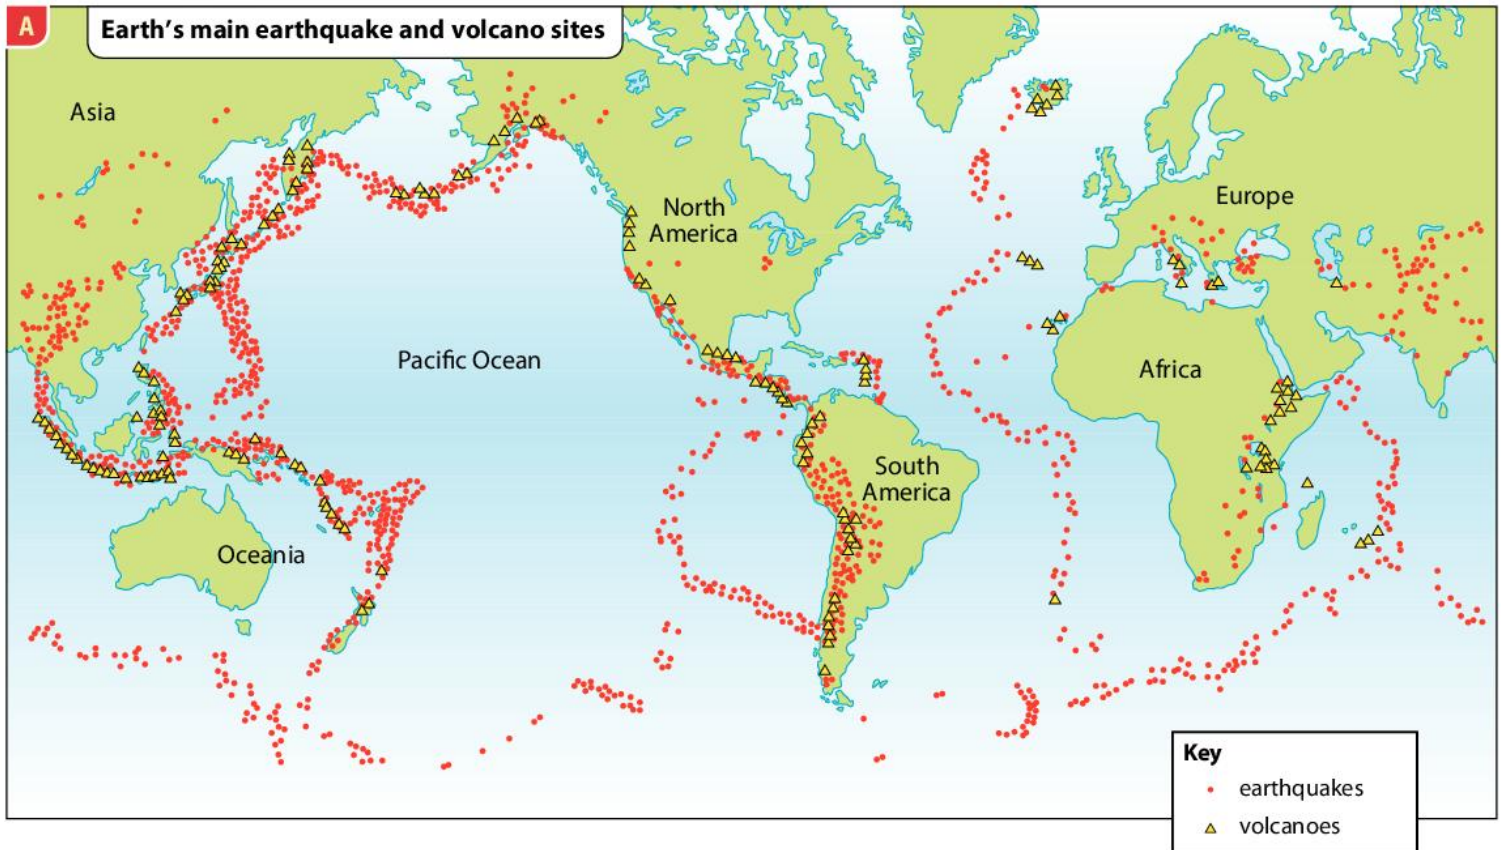 A
Earth’s main earthquake and volcano sites
Asia
North
America
Europe
Pacific Ocean
Africa
South
America
Oceania
Key
earthquakes
volcanoes